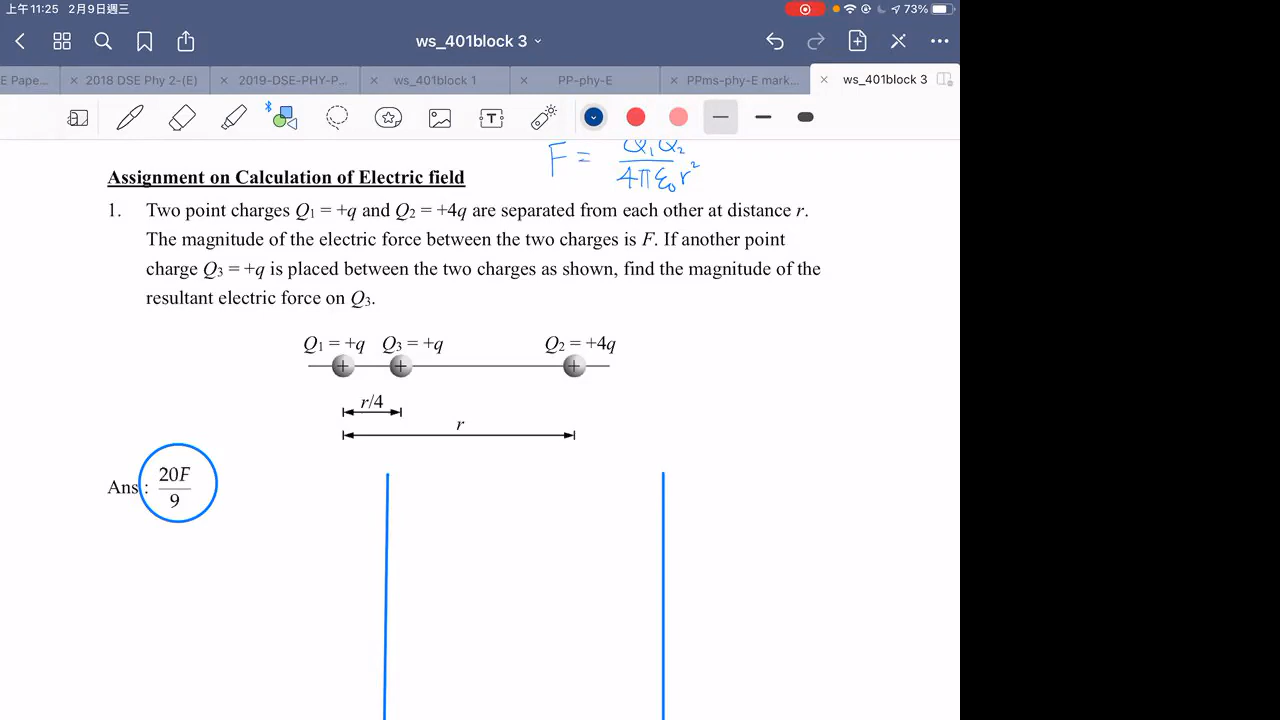 上午11:25 2月9日週三
73%
ws_401block 3
E Pape... 2018 DSE Phy 2-(E) 2019-DSE-PHY-P... ws_401block 1 PP-phy-E PPms-phy-E mark... ws_401block 3
F = Q₁Q₂ / 4πε₀r²
Assignment on Calculation of Electric field
1. Two point charges Q₁ = +q and Q₂ = +4q are separated from each other at distance r.
The magnitude of the electric force between the two charges is F. If another point
charge Q₃ = +q is placed between the two charges as shown, find the magnitude of the
resultant electric force on Q₃.
Q₁ = +q Q₃ = +q Q₂ = +4q
+ + +
r/4
r
Ans : 20F/9